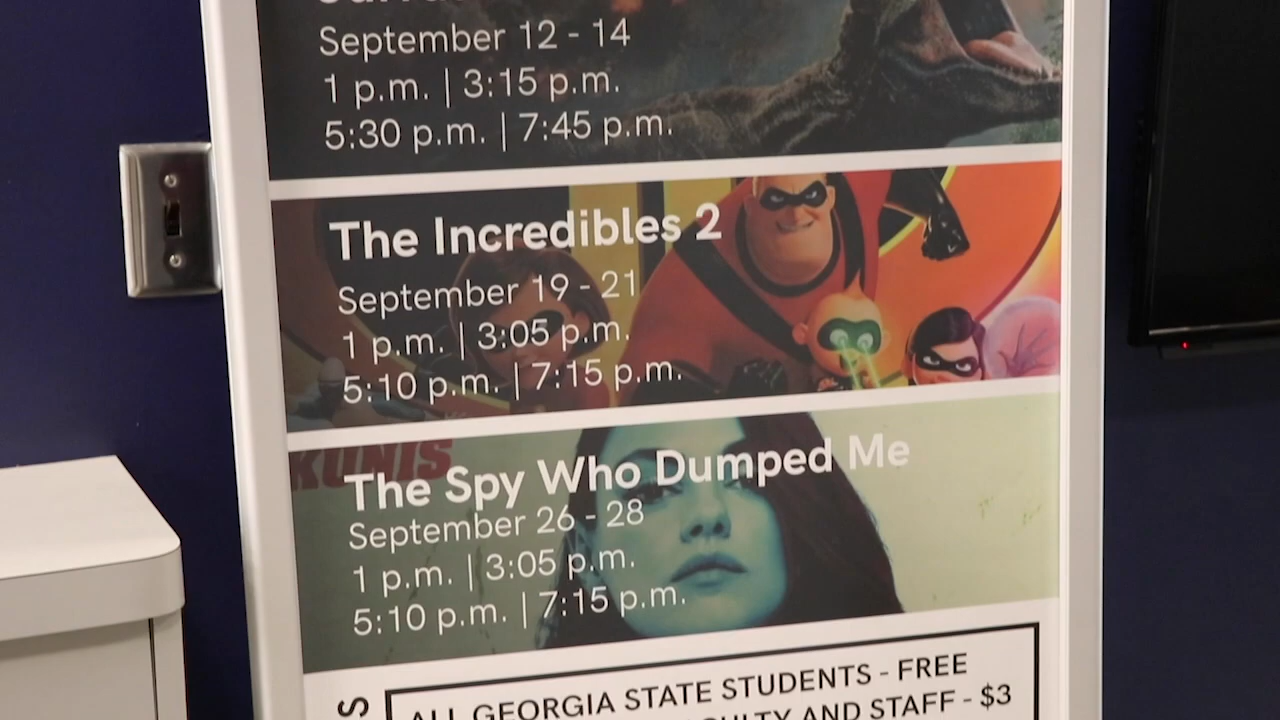 September 12 - 14
1 p.m. | 3:15 p.m.
5:30 p.m. | 7:45 p.m.
The Incredibles 2
September 19 - 21
1 p.m. | 3:05 p.m.
5:10 p.m. | 7:15 p.m.
KUNIS
The Spy Who Dumped Me
September 26 - 28
1 p.m. | 3:05 p.m.
5:10 p.m. | 7:15 p.m.
ALL GEORGIA STATE STUDENTS - FREE
AND STAFF - $3